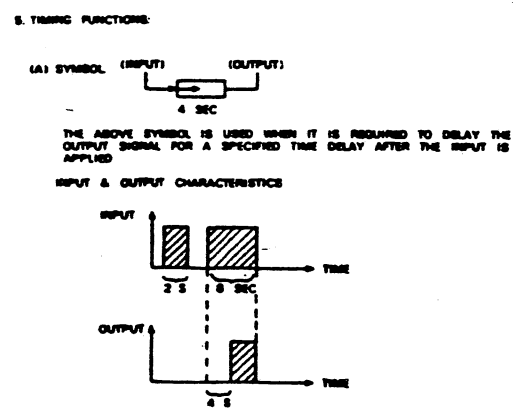 5. TIMING FUNCTIONS:
(A) SYMBOL (INPUT) (OUTPUT)
4 SEC
THE ABOVE SYMBOL IS USED WHEN IT IS REQUIRED TO DELAY THE
OUTPUT SIGNAL FOR A SPECIFIED TIME DELAY AFTER THE INPUT IS
APPLIED
INPUT & OUTPUT CHARACTERISTICS
INPUT
TIME
2 S 8 SEC
OUTPUT
TIME
4 S